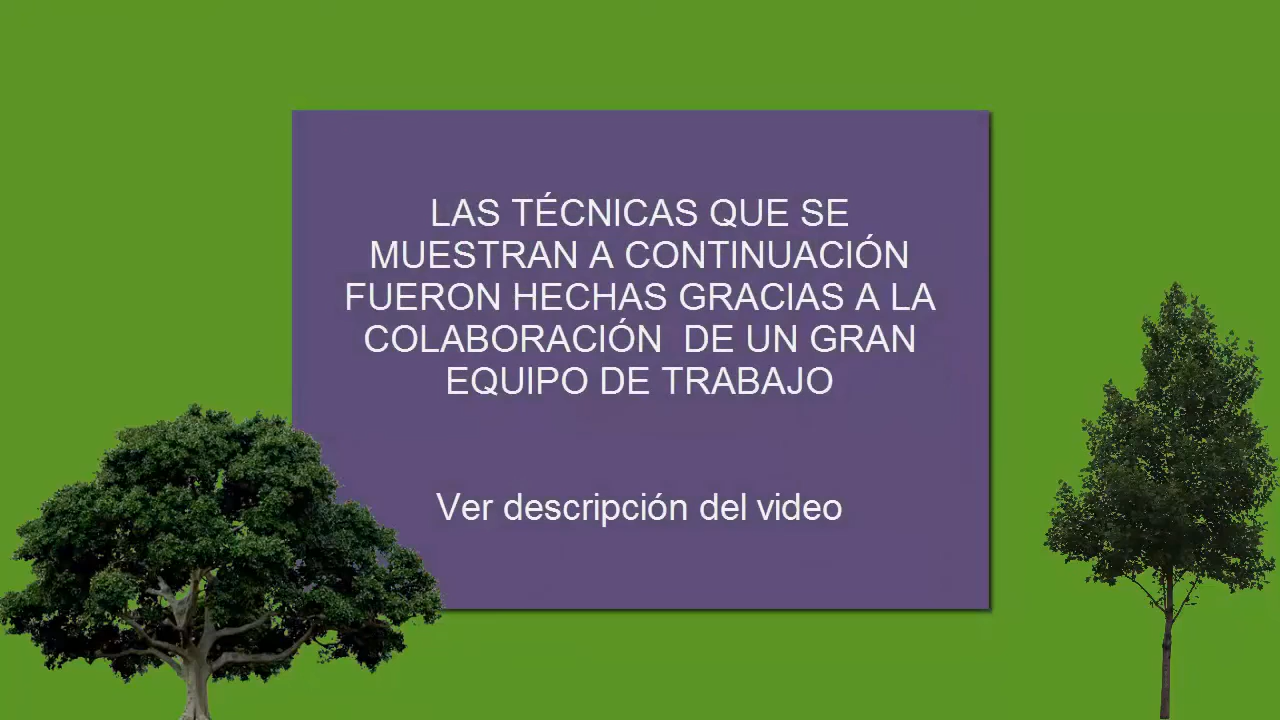 LAS TÉCNICAS QUE SE
MUESTRAN A CONTINUACIÓN
FUERON HECHAS GRACIAS A LA
COLABORACIÓN  DE UN GRAN
EQUIPO DE TRABAJO
Ver descripción del video